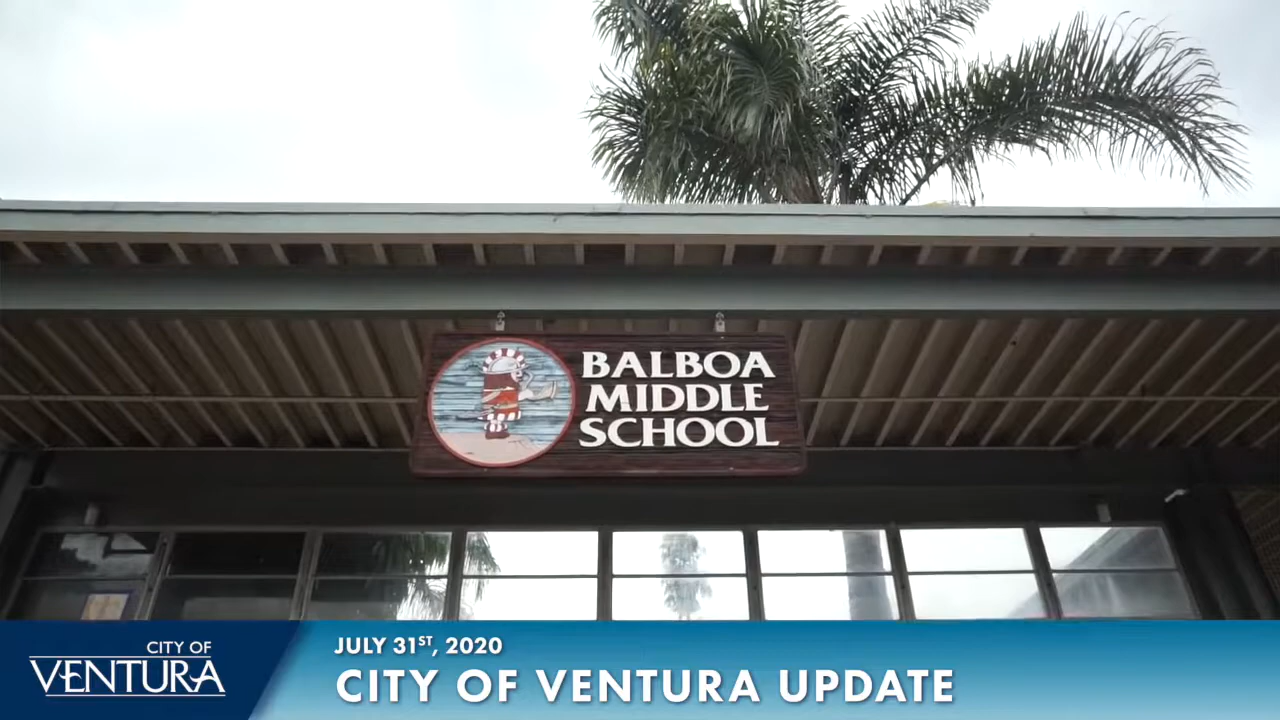 BALBOA
MIDDLE
SCHOOL
CITY OF
VENTURA
JULY 31ST, 2020
CITY OF VENTURA UPDATE